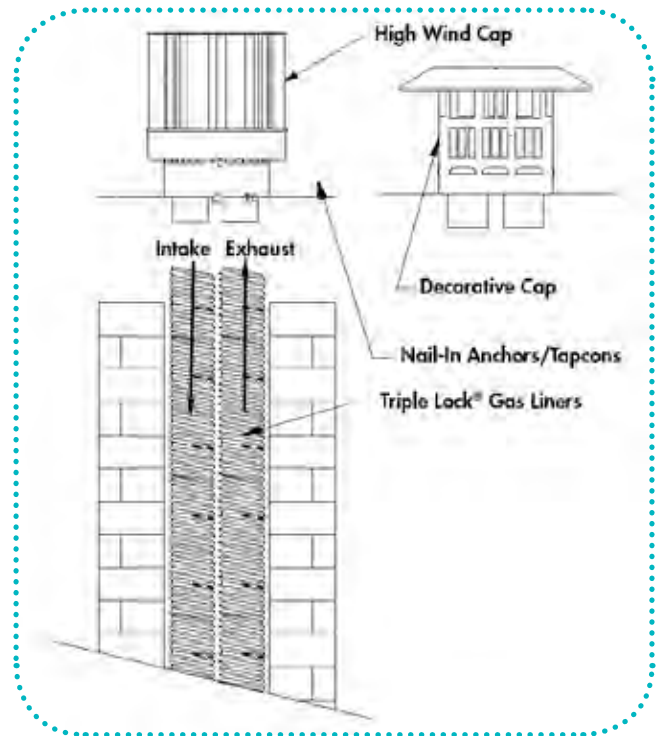 High Wind Cap
Intake Exhaust
Decorative Cap
Nail-In Anchors/Tapcons
Triple Lock® Gas Liners